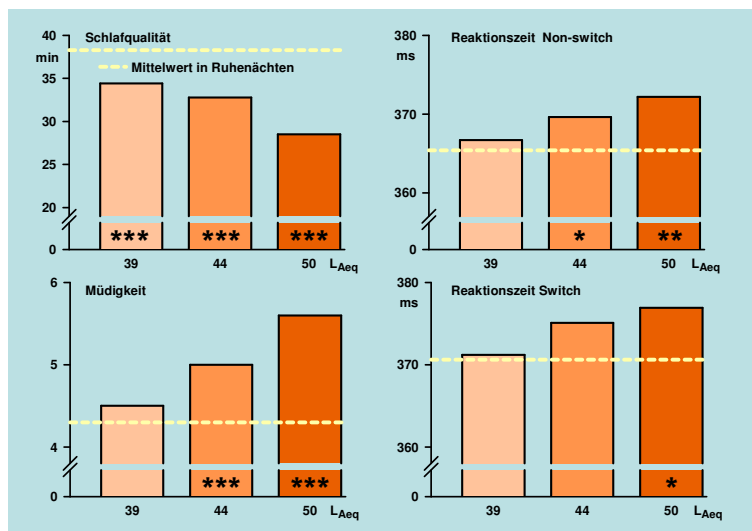 Schlafqualität
40
min
Mittelwert in Ruhenächten
35
30
25
20
0
*** *** ***
39 44 50 LAeq
Reaktionszeit Non-switch
380
ms
370
360
0
* **
39 44 50 LAeq
Müdigkeit
6
5
4
0
*** ***
39 44 50 LAeq
Reaktionszeit Switch
380
ms
370
360
0
*
39 44 50 LAeq